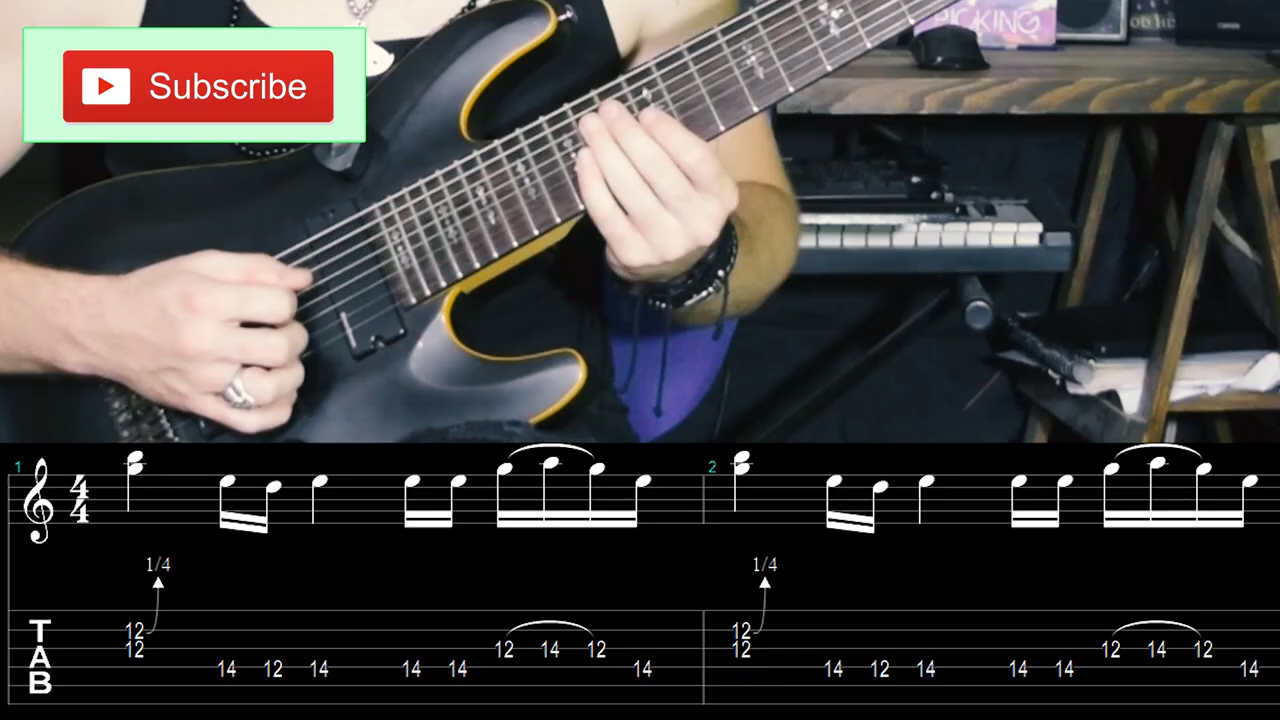 PICKING
Subscribe
1 4 2
4
1/4 1/4
T 12 12
A 12 12 14 12 12 12 14 12
B 14 12 14 14 14 14 14 12 14 14 14 14